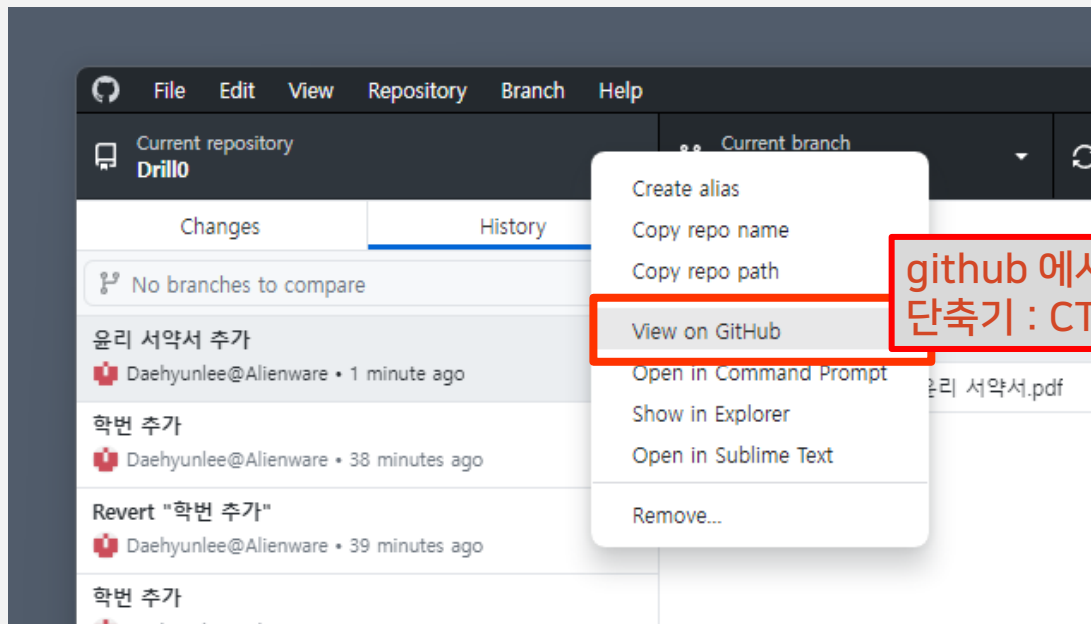 File Edit View Repository Branch Help
Current repository
Drill0
Current branch
Changes History
No branches to compare
윤리 서약서 추가
Daehyunlee@Alienware • 1 minute ago
학번 추가
Daehyunlee@Alienware • 38 minutes ago
Revert "학번 추가"
Daehyunlee@Alienware • 39 minutes ago
학번 추가
Create alias
Copy repo name
Copy repo path
View on GitHub
Open in Command Prompt
Show in Explorer
Open in Sublime Text
Remove...
github
단축기 :
서약서.pdf